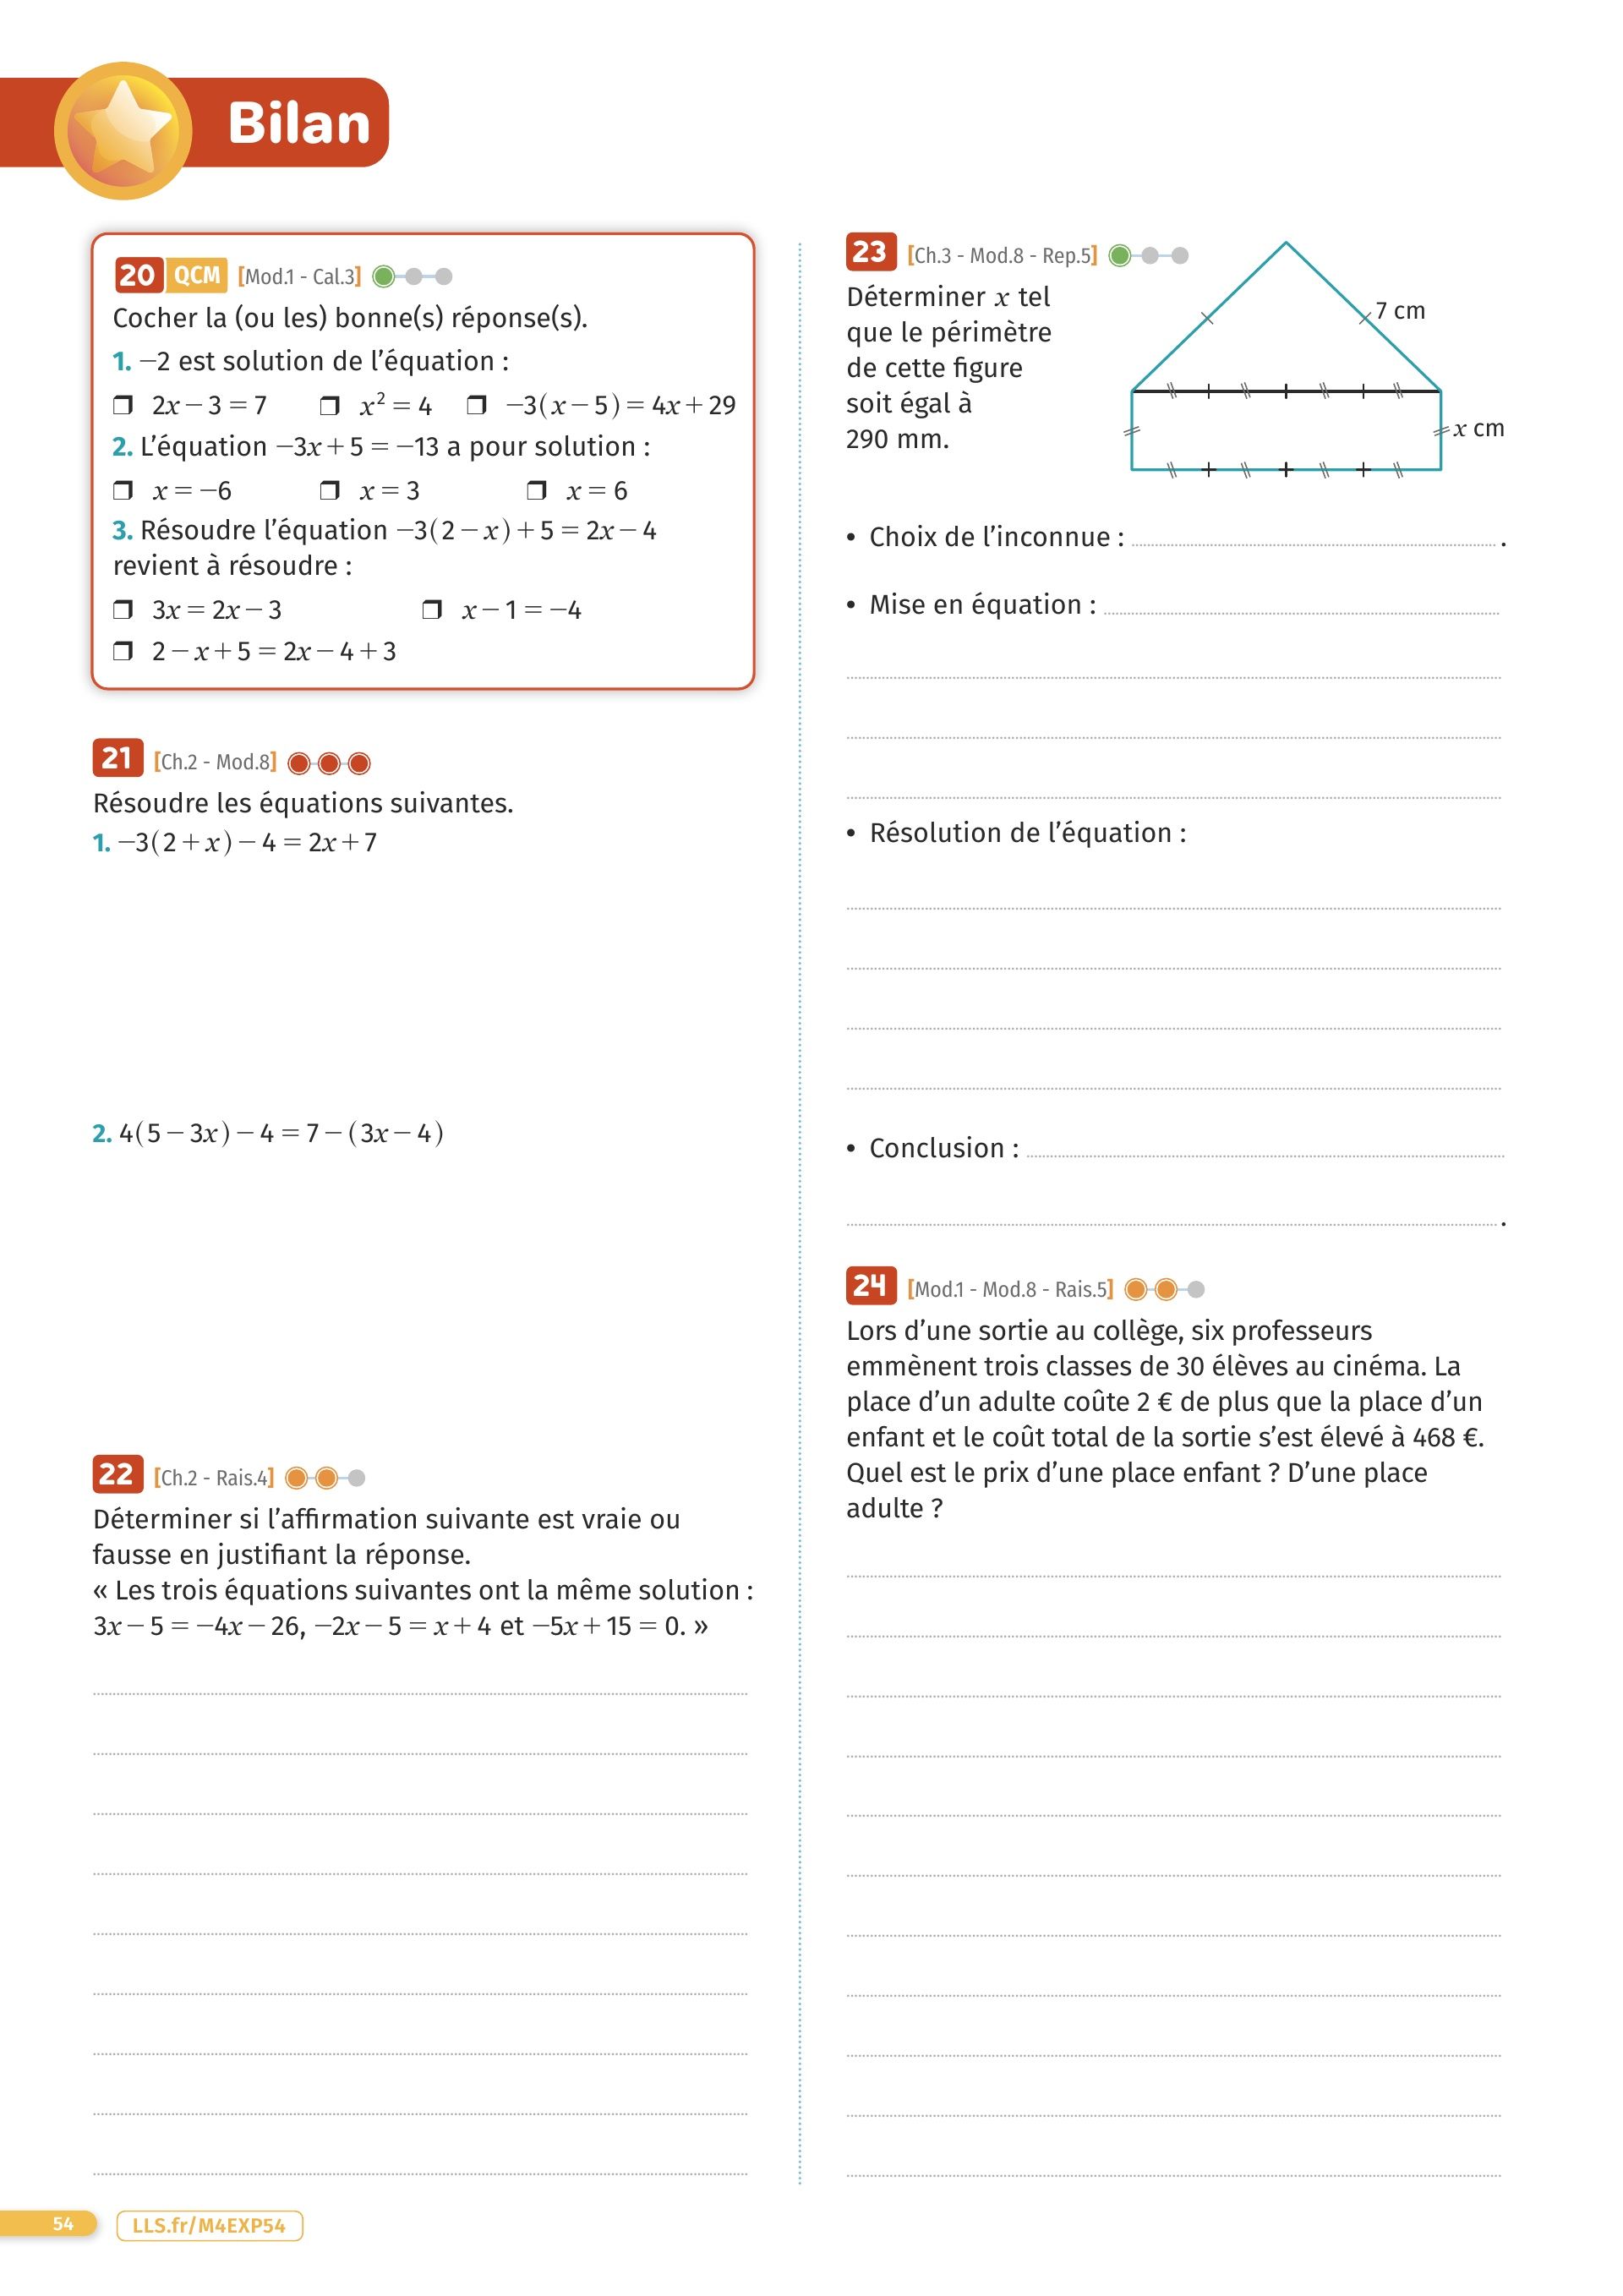 Bilan
20 QCM [Mod.1 - Cal.3]
Cocher la (ou les) bonne(s) réponse(s).
1. −2 est solution de l’équation :
❒ 2x − 3 = 7 ❒ x² = 4 ❒ −3(x − 5) = 4x + 29
2. L’équation −3x + 5 = −13 a pour solution :
❒ x = −6 ❒ x = 3 ❒ x = 6
3. Résoudre l’équation −3(2 − x) + 5 = 2x − 4
revient à résoudre :
❒ 3x = 2x − 3 ❒ x − 1 = −4
❒ 2 − x + 5 = 2x − 4 + 3
21 [Ch.2 - Mod.8]
Résoudre les équations suivantes.
1. −3(2 + x) − 4 = 2x + 7
2. 4(5 − 3x) − 4 = 7 − (3x − 4)
22 [Ch.2 - Rais.4]
Déterminer si l’affirmation suivante est vraie ou
fausse en justifiant la réponse.
« Les trois équations suivantes ont la même solution :
3x − 5 = −4x − 26, −2x − 5 = x + 4 et −5x + 15 = 0. »
23 [Ch.3 - Mod.8 - Rep.5]
Déterminer x tel
que le périmètre
de cette figure
soit égal à
290 mm.
7 cm
x cm
• Choix de l’inconnue : .
• Mise en équation :
• Résolution de l’équation :
• Conclusion :
.
24 [Mod.1 - Mod.8 - Rais.5]
Lors d’une sortie au collège, six professeurs
emmènent trois classes de 30 élèves au cinéma. La
place d’un adulte coûte 2 € de plus que la place d’un
enfant et le coût total de la sortie s’est élevé à 468 €.
Quel est le prix d’une place enfant ? D’une place
adulte ?
54
LLS.fr/M4EXP54